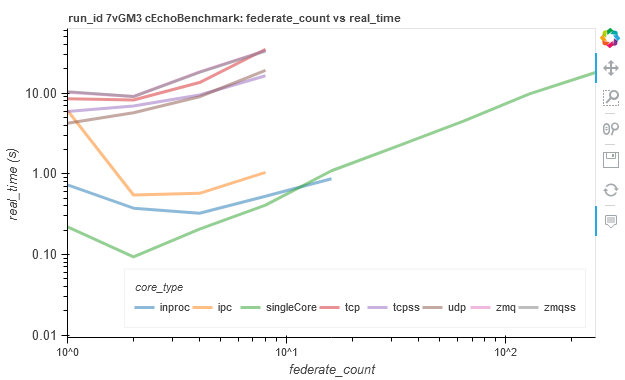 run_id 7vGM3 cEchoBenchmark: federate_count vs real_time
real_time (s)
10.00
1.00
0.10
0.01
core_type
inproc ipc singleCore tcp tcpss udp zmq zmqss
10^0 10^1 10^2
federate_count